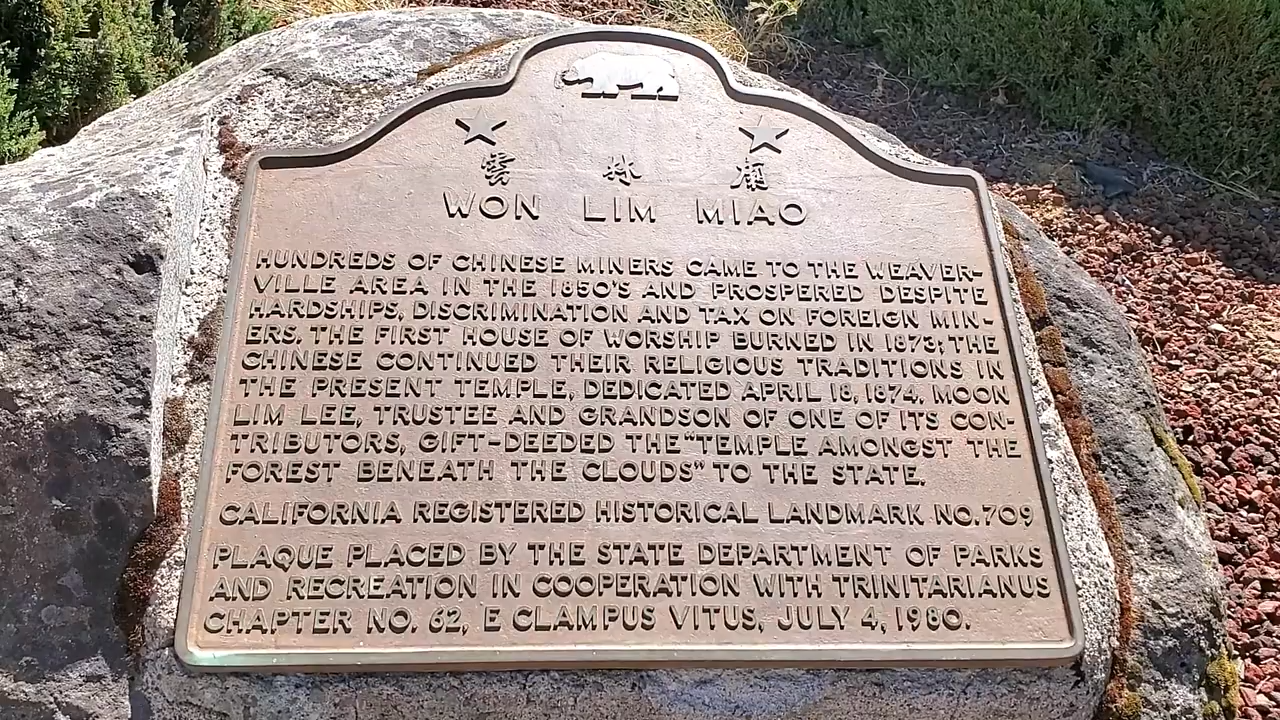 雲 林 廟
WON LIM MIAO
HUNDREDS OF CHINESE MINERS CAME TO THE WEAVER-
VILLE AREA IN THE 1850'S AND PROSPERED DESPITE
HARDSHIPS, DISCRIMINATION AND TAX ON FOREIGN MIN-
ERS. THE FIRST HOUSE OF WORSHIP BURNED IN 1873; THE
CHINESE CONTINUED THEIR RELIGIOUS TRADITIONS IN
THE PRESENT TEMPLE, DEDICATED APRIL 18, 1874. MOON
LIM LEE, TRUSTEE AND GRANDSON OF ONE OF ITS CON-
TRIBUTORS, GIFT-DEEDED THE "TEMPLE AMONGST THE
FOREST BENEATH THE CLOUDS" TO THE STATE.
CALIFORNIA REGISTERED HISTORICAL LANDMARK NO. 709
PLAQUE PLACED BY THE STATE DEPARTMENT OF PARKS
AND RECREATION IN COOPERATION WITH TRINITARIANUS
CHAPTER NO. 62, E CLAMPUS VITUS, JULY 4, 1980.